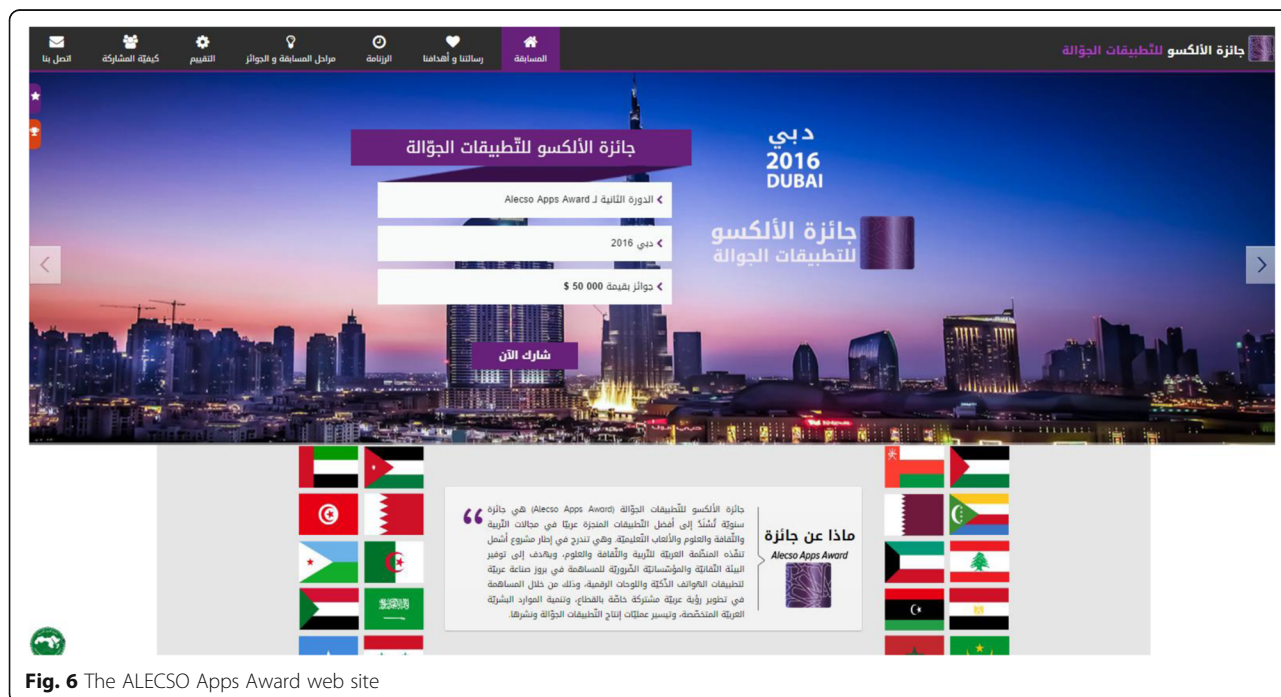 جائزة الألكسو للتّطبيقات الجوّالة
المسابقة
رسالتنا و أهدافنا
الرزنامة
مراحل المسابقة و الجوائز
التقييم
كيفيّة المشاركة
اتصل بنا
دبي
2016
DUBAI
جائزة الألكسو
للتطبيقات الجوالة
جائزة الألكسو للتّطبيقات الجوّالة
الدورة الثانية لـ Alecso Apps Award
دبي 2016
جوائز بقيمة 000 50 $
شارك الآن
ماذا عن جائزة
Alecso Apps Award
جائزة الألكسو للتّطبيقات الجوّالة (Alecso Apps Award) هي جائزة
سنويّة تُسْنَدُ إلى أفضل التّطبيقات المنجزة عربيّا في مجالات التّربية
والثّقافة والعلوم والألعاب التّعليميّة. وهي تندرج في إطار مشروع أشمل
تنفّذه المنظّمة العربيّة للتّربية والثّقافة والعلوم، ويهدف إلى توفير
البيئة التّقانيّة والمؤسّساتيّة الضّروريّة للمساهمة في بروز صناعة عربيّة
لتطبيقات الهواتف الذّكيّة واللوحات الرقمية، وذلك من خلال المساهمة
في تطوير رؤية عربيّة مشتركة خاصّة بالقطاع، وتنمية الموارد البشريّة
العربيّة المتخصّصة، وتيسير عمليّات إنتاج التّطبيقات الجوّالة ونشرها.
Fig. 6 The ALECSO Apps Award web site